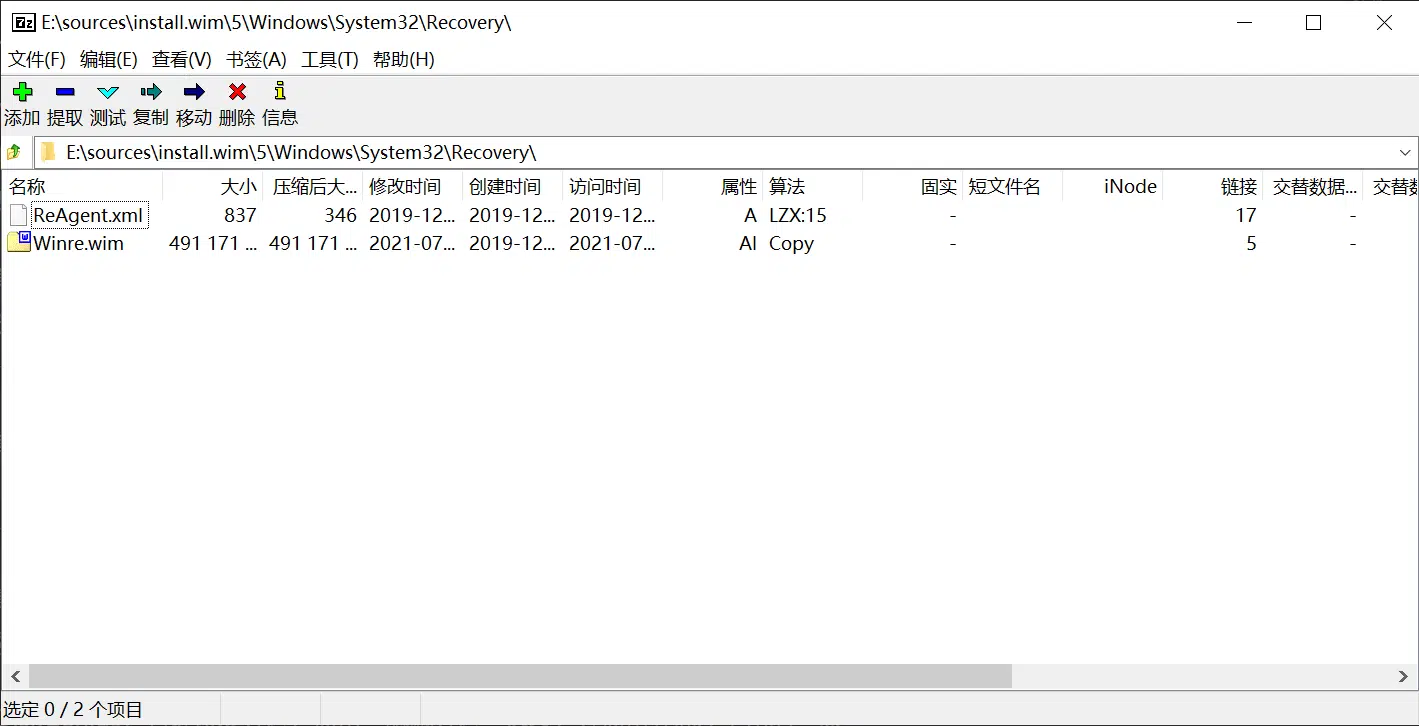 E:\sources\install.wim\5\Windows\System32\Recovery\
文件(F) 编辑(E) 查看(V) 书签(A) 工具(T) 帮助(H)
添加 提取 测试 复制 移动 删除 信息
E:\sources\install.wim\5\Windows\System32\Recovery\
名称 大小 压缩后大... 修改时间 创建时间 访问时间 属性 算法 固实 短文件名 iNode 链接 交替数据... 交替数
ReAgent.xml 837 346 2019-12... 2019-12... 2019-12... A LZX:15 - 17 -
Winre.wim 491 171 ... 491 171 ... 2021-07... 2019-12... 2021-07... AI Copy - 5 -
选定 0 / 2 个项目